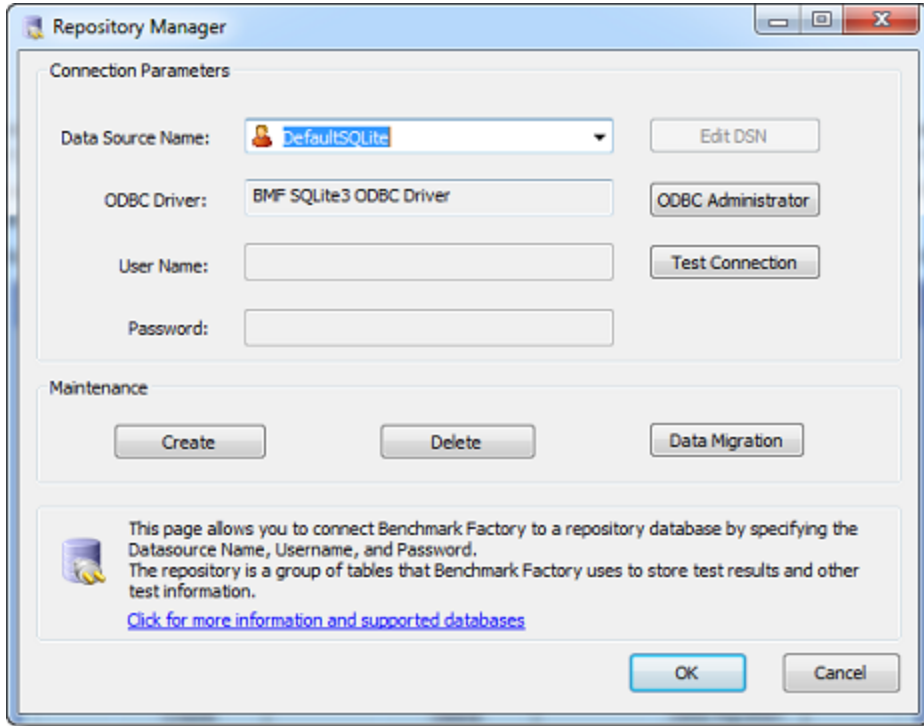 Repository Manager
Connection Parameters
Data Source Name:
DefaultSQLite
Edit DSN
ODBC Driver:
BMF SQLite3 ODBC Driver
ODBC Administrator
User Name:
Test Connection
Password:
Maintenance
Create
Delete
Data Migration
This page allows you to connect Benchmark Factory to a repository database by specifying the
Datasource Name, Username, and Password.
The repository is a group of tables that Benchmark Factory uses to store test results and other
test information.
Click for more information and supported databases
OK
Cancel